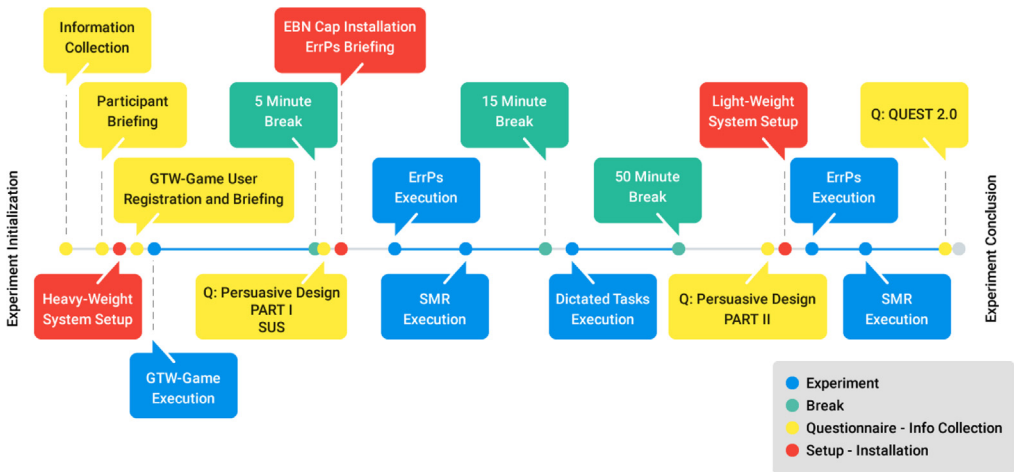 Experiment Initialization
Information
Collection
Participant
Briefing
GTW-Game User
Registration and Briefing
Heavy-Weight
System Setup
GTW-Game
Execution
5 Minute
Break
Q: Persuasive Design
PART I
SUS
EBN Cap Installation
ErrPs Briefing
ErrPs
Execution
SMR
Execution
15 Minute
Break
Dictated Tasks
Execution
50 Minute
Break
Q: Persuasive Design
PART II
Light-Weight
System Setup
ErrPs
Execution
SMR
Execution
Q: QUEST 2.0
Experiment Conclusion
Experiment
Break
Questionnaire - Info Collection
Setup - Installation